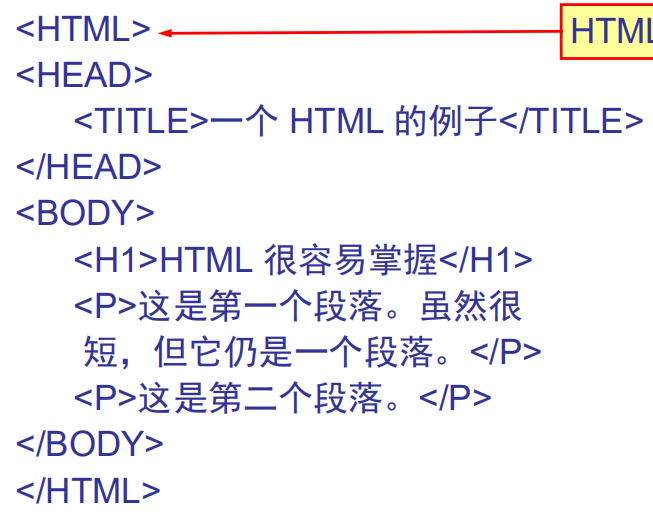 <HTML>
HTML
<HEAD>
<TITLE>一个 HTML 的例子</TITLE>
</HEAD>
<BODY>
<H1>HTML 很容易掌握</H1>
<P>这是第一个段落。虽然很
短，但它仍是一个段落。</P>
<P>这是第二个段落。</P>
</BODY>
</HTML>